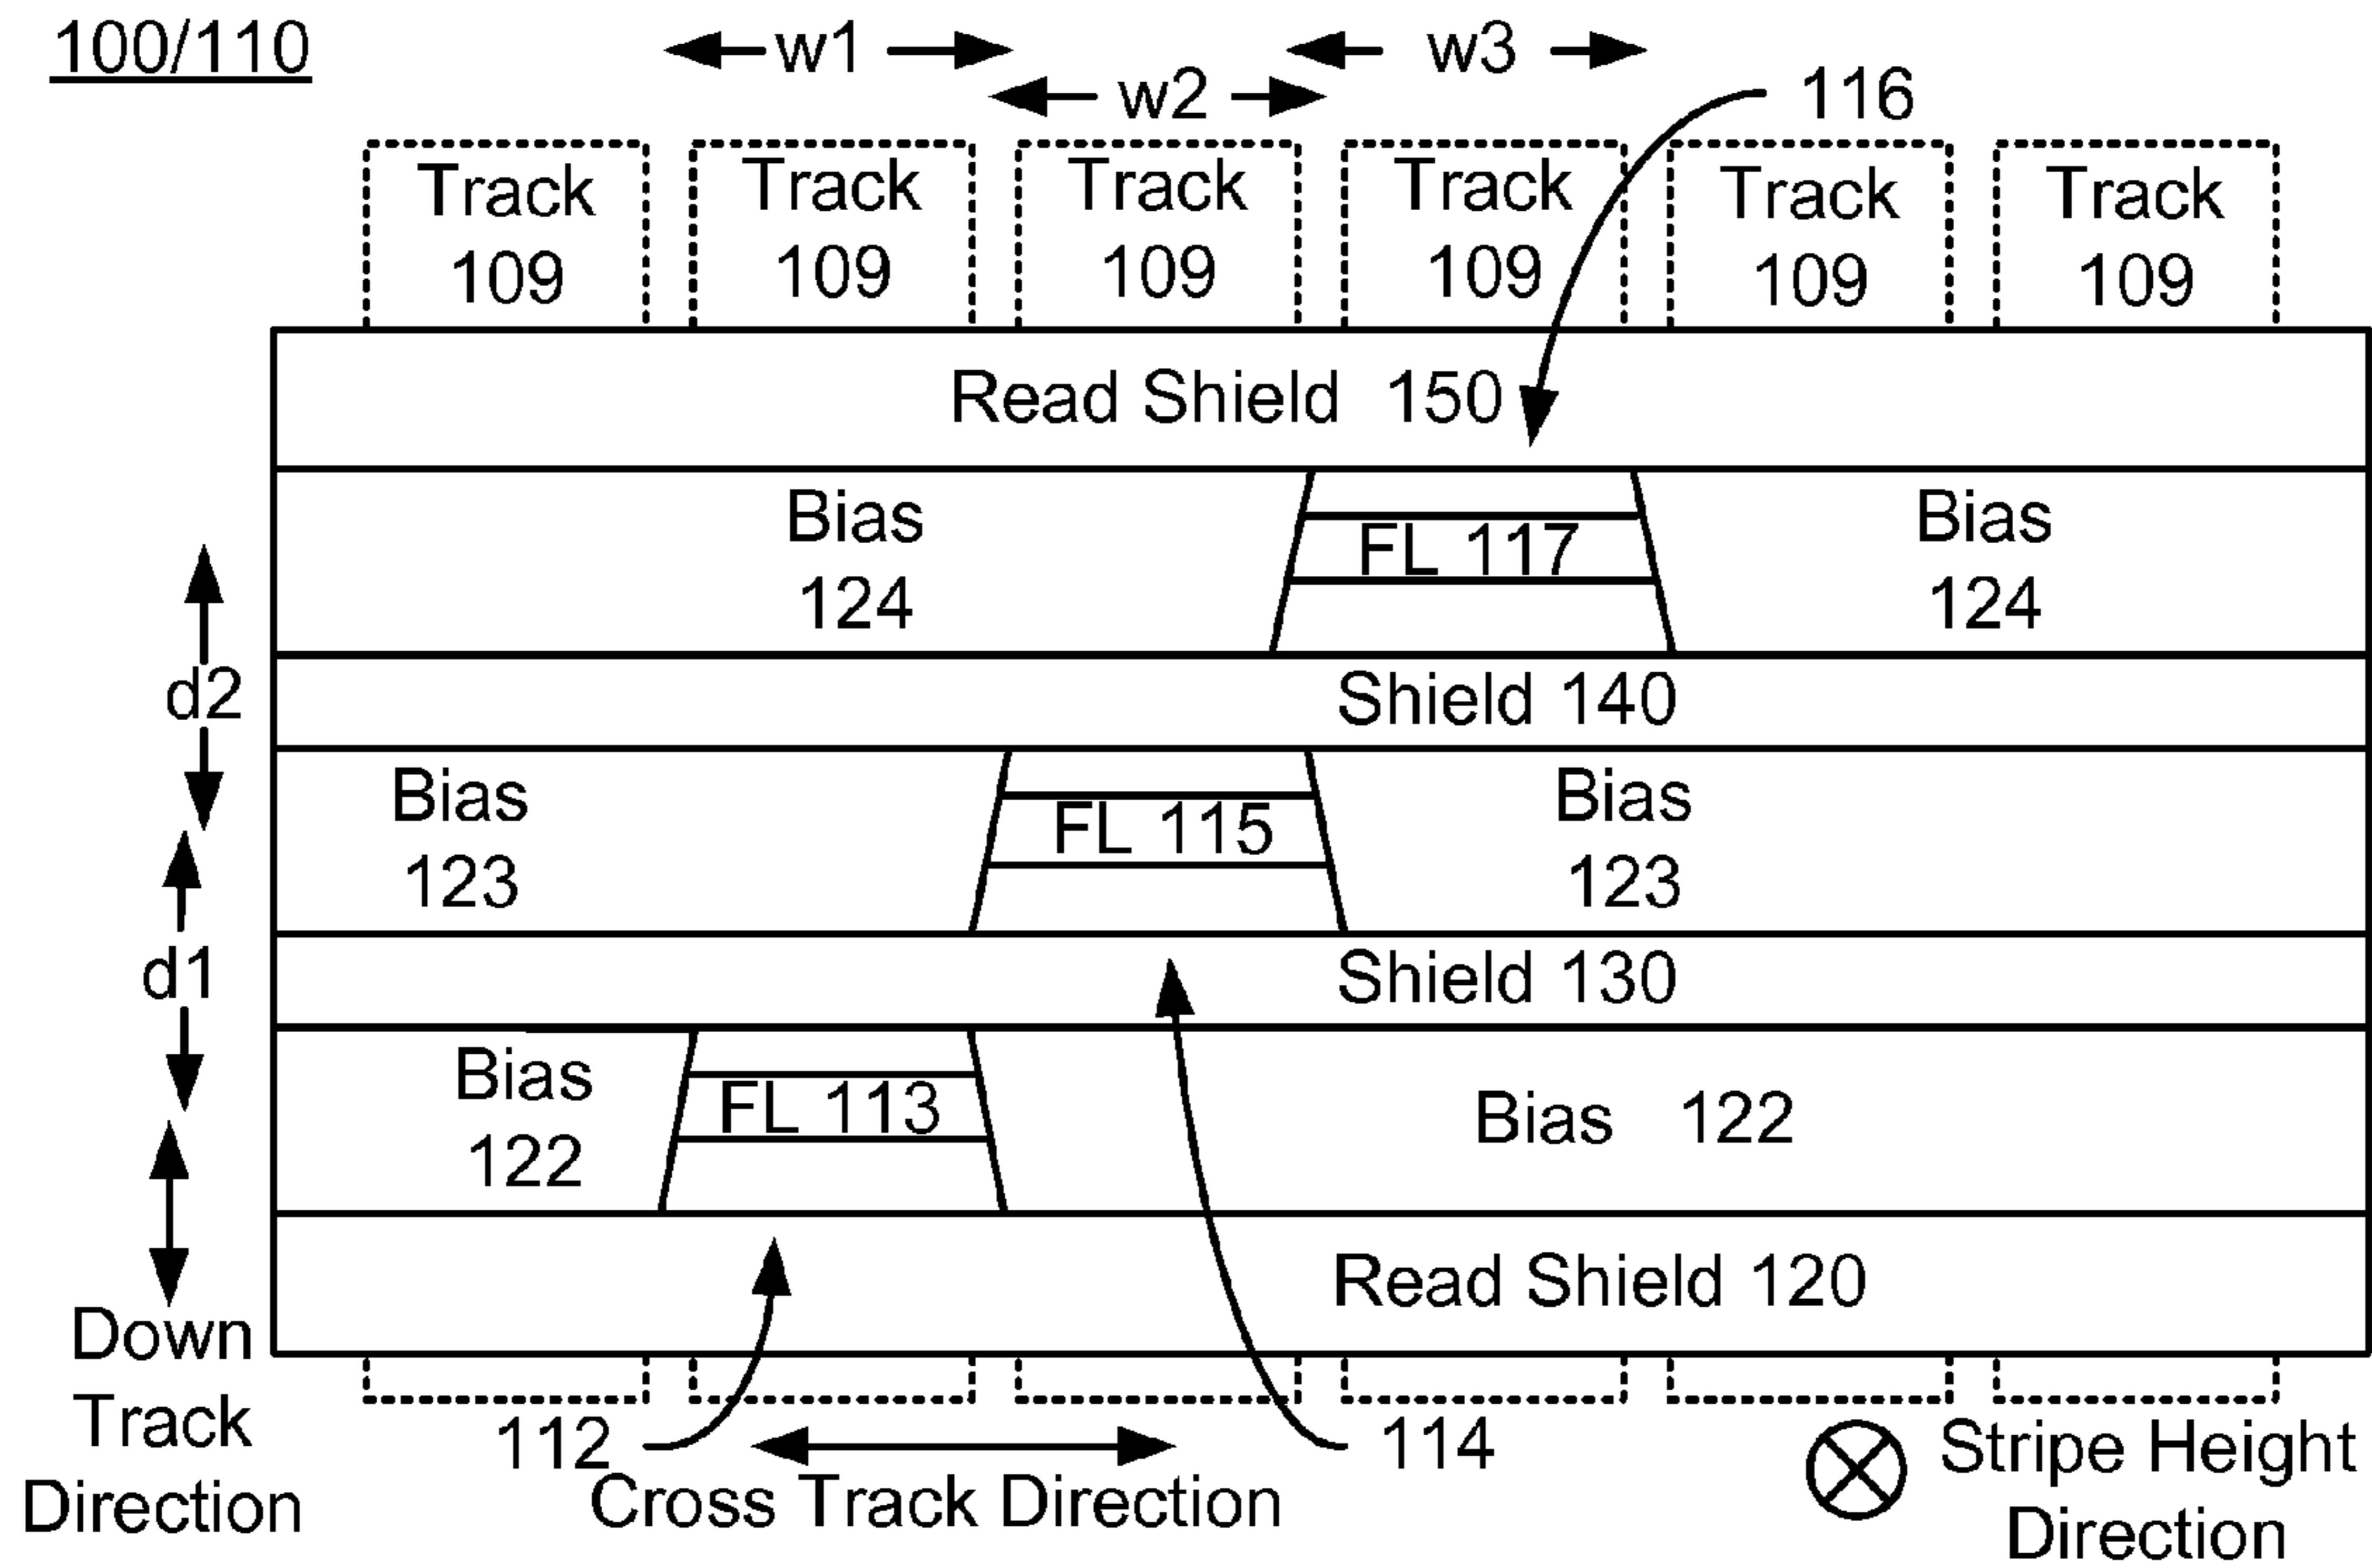 100/110
w1
w3
w2
116
Track
109
Track
109
Track
109
Track
109
Track
109
Track
109
Read Shield 150
Bias
124
FL 117
Bias
124
d2
Shield 140
Bias
123
FL 115
Bias
123
d1
Shield 130
Bias
122
FL 113
Bias 122
Read Shield 120
Down
Track
Direction
112
114
Cross Track Direction
Stripe Height
Direction